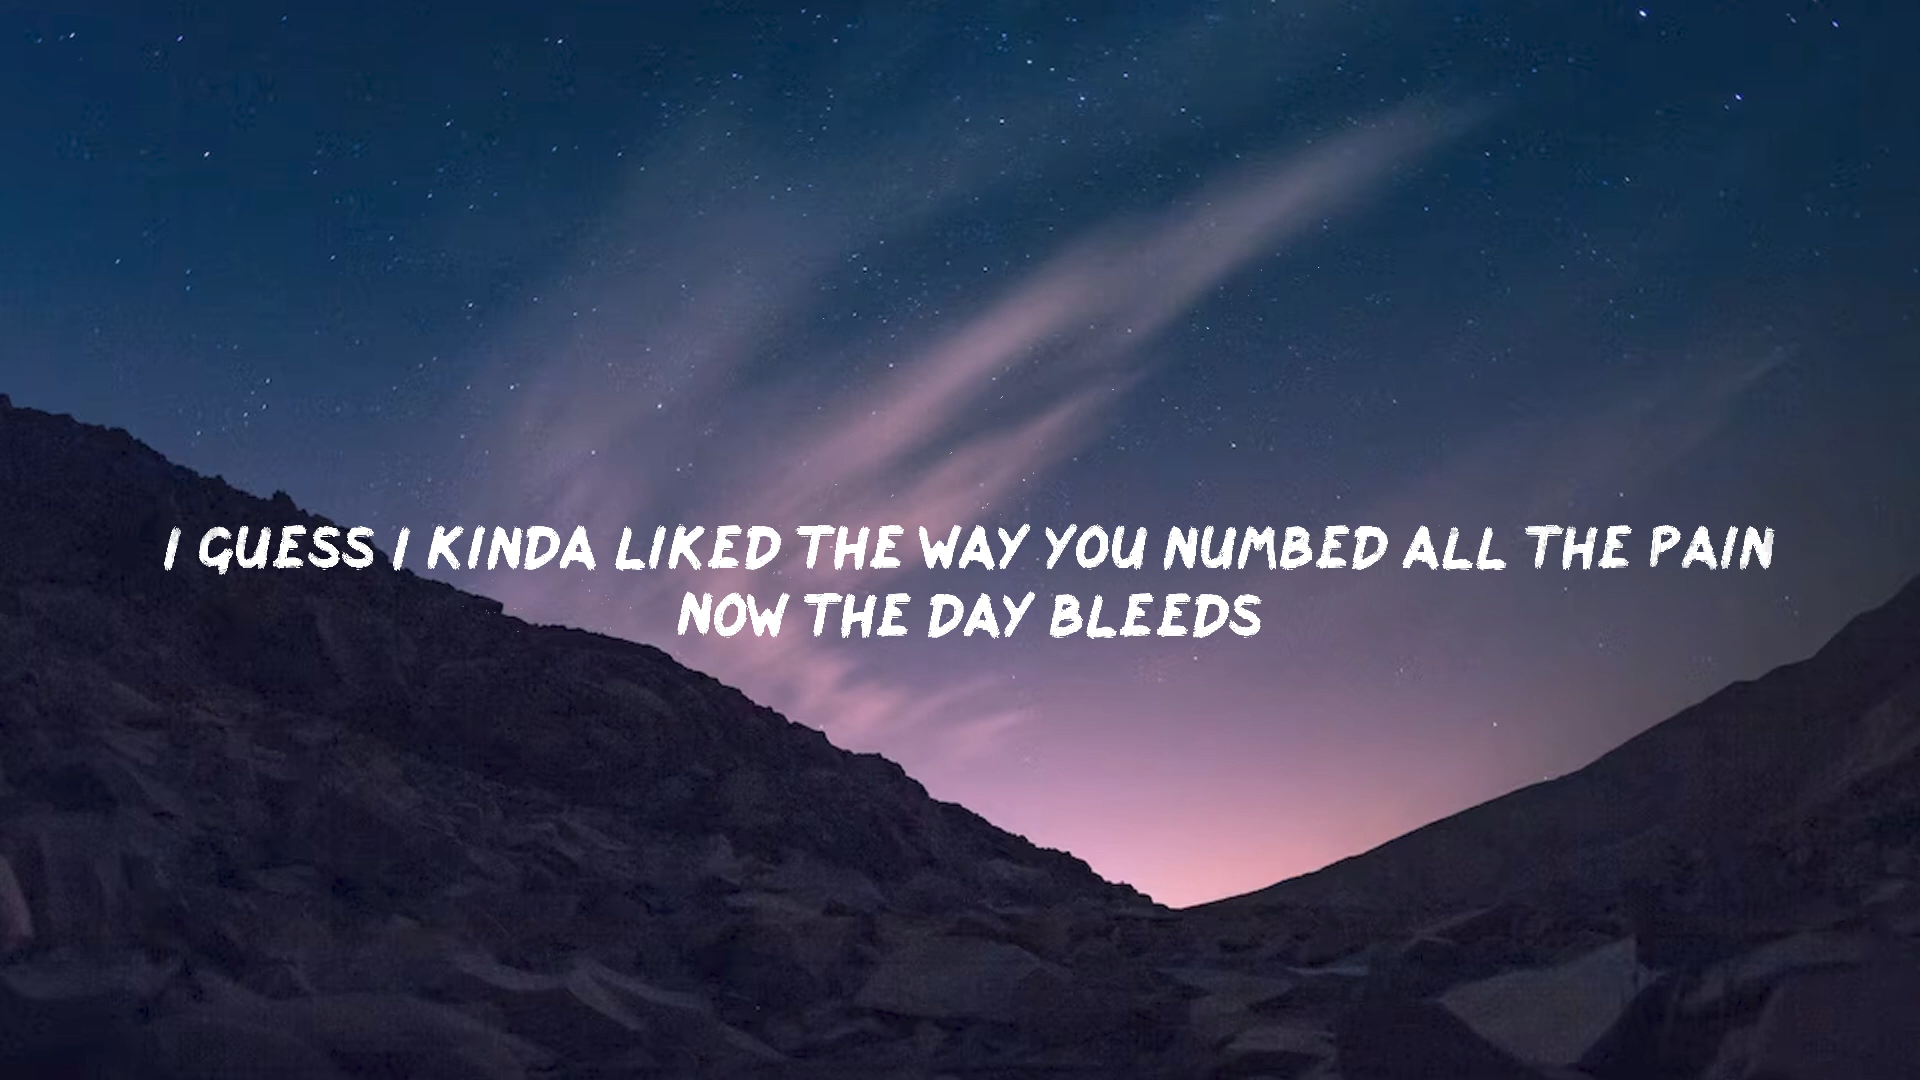 I GUESS I KINDA LIKED THE WAY YOU NUMBED ALL THE PAIN
NOW THE DAY BLEEDS